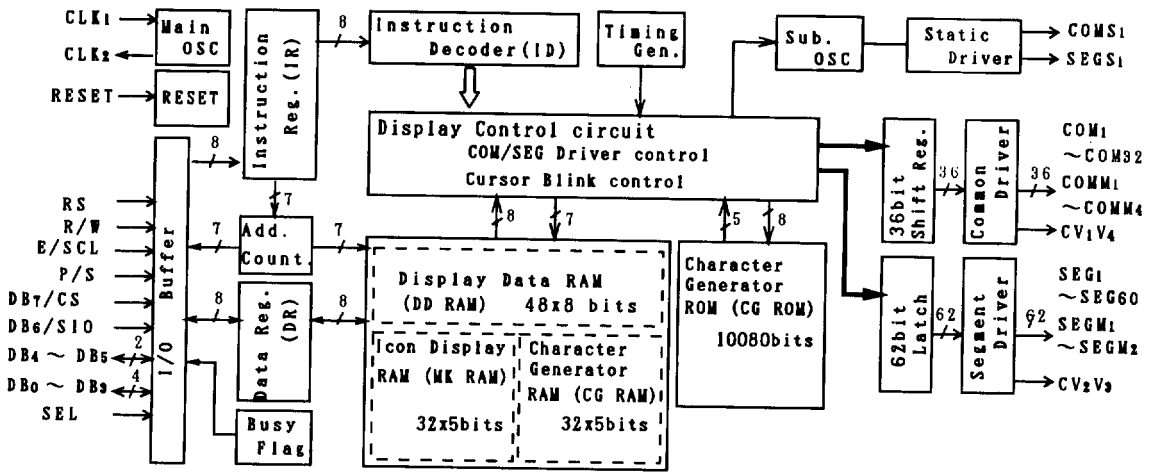 CLK1
CLK2
Main
OSC
RESET
RESET
Instruction
Reg.(IR)
8
Instruction
Decoder(ID)
Timing
Gen.
Sub.
OSC
Static
Driver
COMS1
SEGS1
Display Control circuit
COM/SEG Driver control
Cursor Blink control
36bit
Shift Reg.
36
Common
Driver
36
COM1
~COM32
COMM1
~COMM4
CV1V4
8
7
RS
R/W
E/SCL
P/S
DB7/CS
DB6/SIO
DB4 ~ DB5
2
DB0 ~ DB3
4
SEL
I/O Buffer
7
Add.
Count.
7
8
7
5
8
8
Data Reg.
(DR)
8
Busy
Flag
Display Data RAM
(DD RAM) 48x8 bits
Icon Display
RAM (MK RAM)
32x5bits
Character
Generator
RAM (CG RAM)
32x5bits
Character
Generator
ROM (CG ROM)
10080bits
62bit
Latch
62
Segment
Driver
62
SEG1
~SEG60
SEGM1
~SEGM2
CV2V3